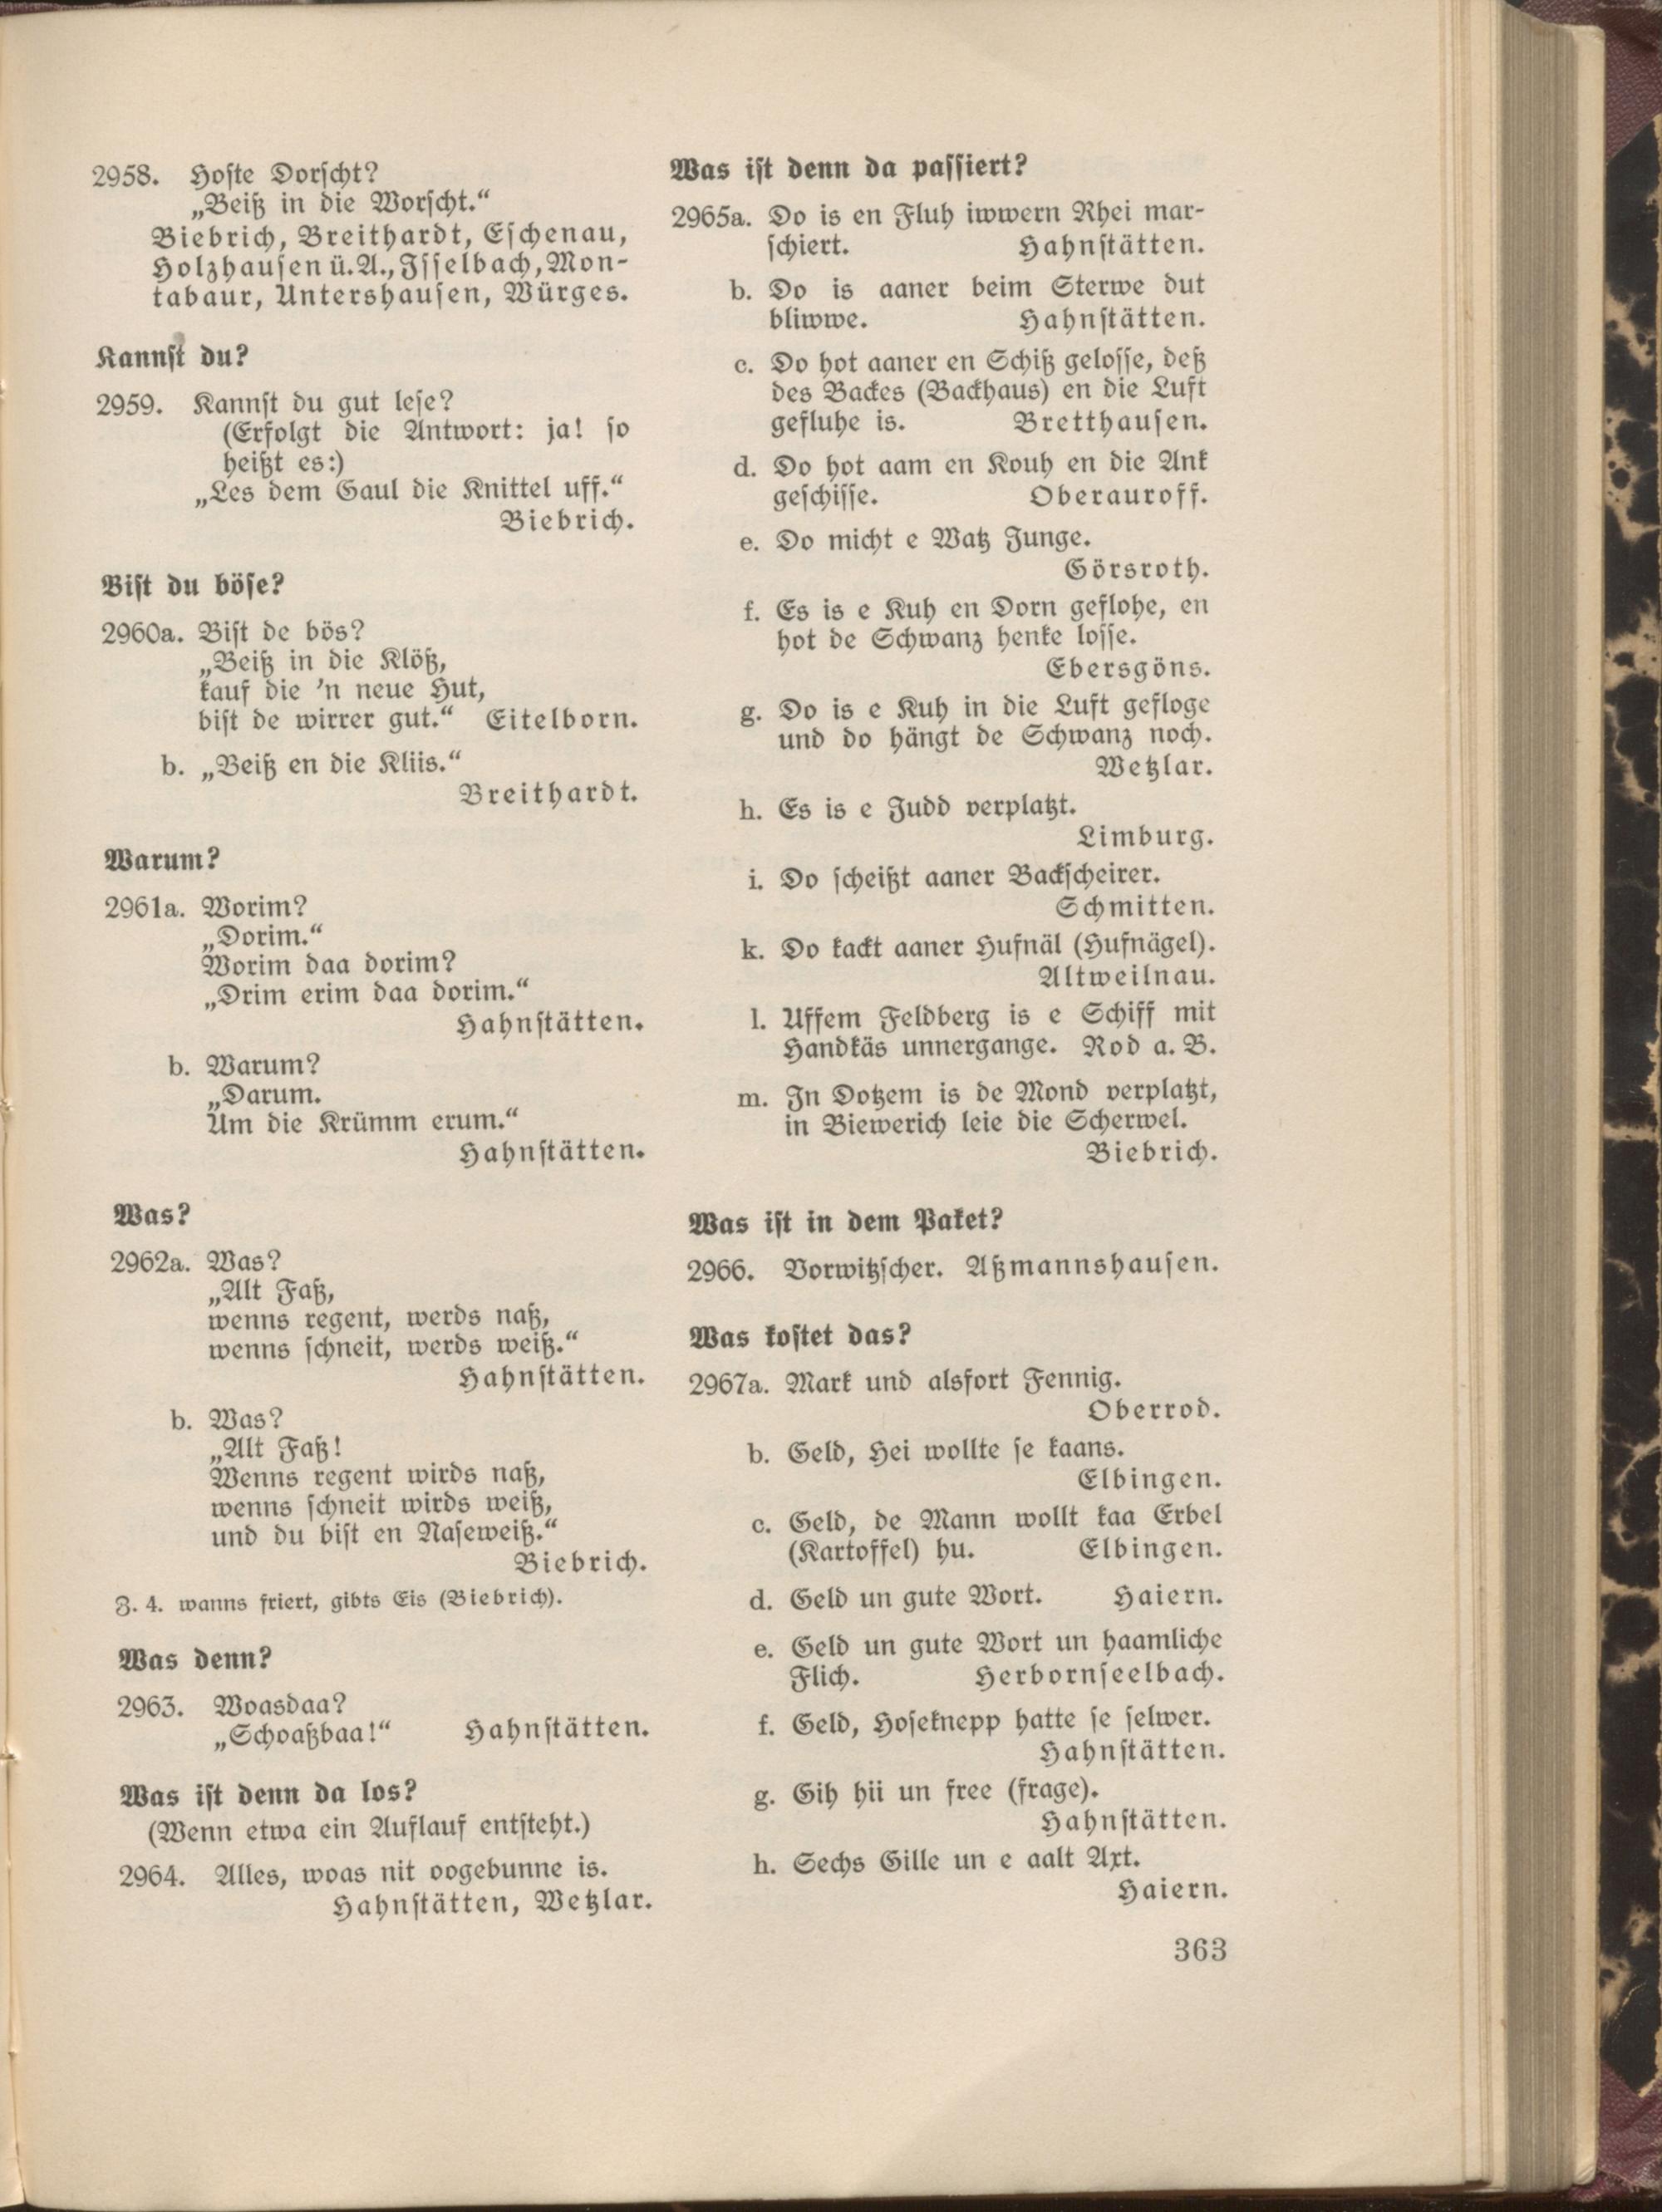 2958. Hoste Dorscht?
„Beiß in die Worscht.“
Biebrich, Breithardt, Eschenau,
Holzhausen ü. A., Isselbach, Mon-
tabaur, Untershausen, Würges.
Kannst du?
2959. Kannst du gut lese?
(Erfolgt die Antwort: ja! so
heißt es:)
„Les dem Gaul die Knittel uff.“
Biebrich.
Bist du böse?
2960a. Bist de bös?
„Beiß in die Klöß,
kauf die 'n neue Hut,
bist de wirrer gut.“ Eitelborn.
b. „Beiß en die Kliis.“
Breithardt.
Warum?
2961a. Worim?
„Dorim.“
Worim daa dorim?
„Drim erim daa dorim.“
Hahnstätten.
b. Warum?
„Darum.
Um die Krümm erum.“
Hahnstätten.
Was?
2962a. Was?
„Alt Faß,
wenns regent, werds naß,
wenns schneit, werds weiß.“
Hahnstätten.
b. Was?
„Alt Faß!
Wenns regent wirds naß,
wenns schneit wirds weiß,
und du bist en Naseweiß.“
Biebrich.
Z. 4. wanns friert, gibts Eis (Biebrich).
Was denn?
2963. Woasdaa?
„Schoaßbaa!“ Hahnstätten.
Was ist denn da los?
(Wenn etwa ein Auflauf entsteht.)
2964. Alles, woas nit oogebunne is.
Hahnstätten, Wetzlar.
Was ist denn da passiert?
2965a. Do is en Fluh iwwern Rhei mar-
schiert. Hahnstätten.
b. Do is aaner beim Sterwe dut
bliwwe. Hahnstätten.
c. Do hot aaner en Schiß gelosse, deß
des Backes (Backhaus) en die Luft
gefluhe is. Bretthausen.
d. Do hot aam en Kouh en die Ank
geschisse. Oberauroff.
e. Do micht e Watz Junge.
Görsroth.
f. Es is e Kuh en Dorn geflohe, en
hot de Schwanz henke losse.
Ebersgöns.
g. Do is e Kuh in die Luft gefloge
und do hängt de Schwanz noch.
Wetzlar.
h. Es is e Judd verplatzt.
Limburg.
i. Do scheißt aaner Backscheirer.
Schmitten.
k. Do kackt aaner Hufnäl (Hufnägel).
Altweilnau.
l. Uffem Feldberg is e Schiff mit
Handkäs unnergange. Rod a. B.
m. In Dotzem is de Mond verplatzt,
in Biewerich leie die Scherwel.
Biebrich.
Was ist in dem Paket?
2966. Vorwitzscher. Aßmannshausen.
Was kostet das?
2967a. Mark und alsfort Fennig.
Oberrod.
b. Geld, Hei wollte se kaans.
Elbingen.
c. Geld, de Mann wollt kaa Erbel
(Kartoffel) hu. Elbingen.
d. Geld un gute Wort. Haiern.
e. Geld un gute Wort un haamliche
Flich. Herbornseelbach.
f. Geld, Hoseknepp hatte se selwer.
Hahnstätten.
g. Gih hii un free (frage).
Hahnstätten.
h. Sechs Gille un e aalt Axt.
Haiern.
363